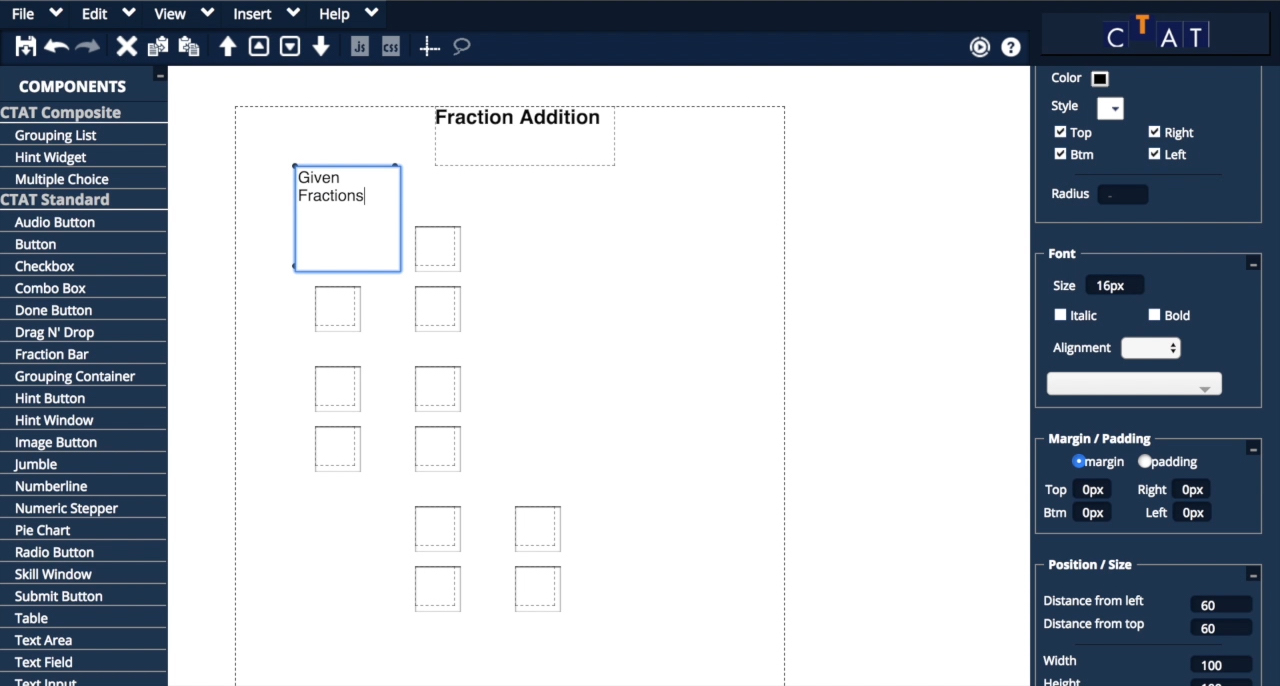 File Edit View Insert Help
Js css
? 
C T A T
COMPONENTS
CTAT Composite
Grouping List
Hint Widget
Multiple Choice
CTAT Standard
Audio Button
Button
Checkbox
Combo Box
Done Button
Drag N' Drop
Fraction Bar
Grouping Container
Hint Button
Hint Window
Image Button
Jumble
Numberline
Numeric Stepper
Pie Chart
Radio Button
Skill Window
Submit Button
Table
Text Area
Text Field
Text Input
Fraction Addition
Given
Fractions
Color
Style
Top Right
Btm Left
Radius -
Font
Size 16px
Italic Bold
Alignment
Margin / Padding
margin padding
Top 0px Right 0px
Btm 0px Left 0px
Position / Size
Distance from left 60
Distance from top 60
Width 100
Height 100